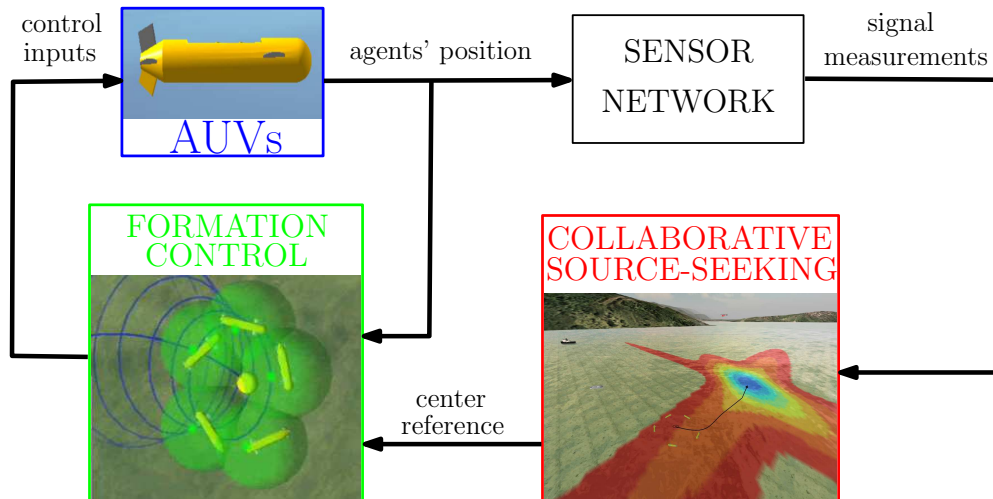 control
inputs
AUVs
agents' position
SENSOR
NETWORK
signal
measurements
FORMATION
CONTROL
center
reference
COLLABORATIVE
SOURCE-SEEKING